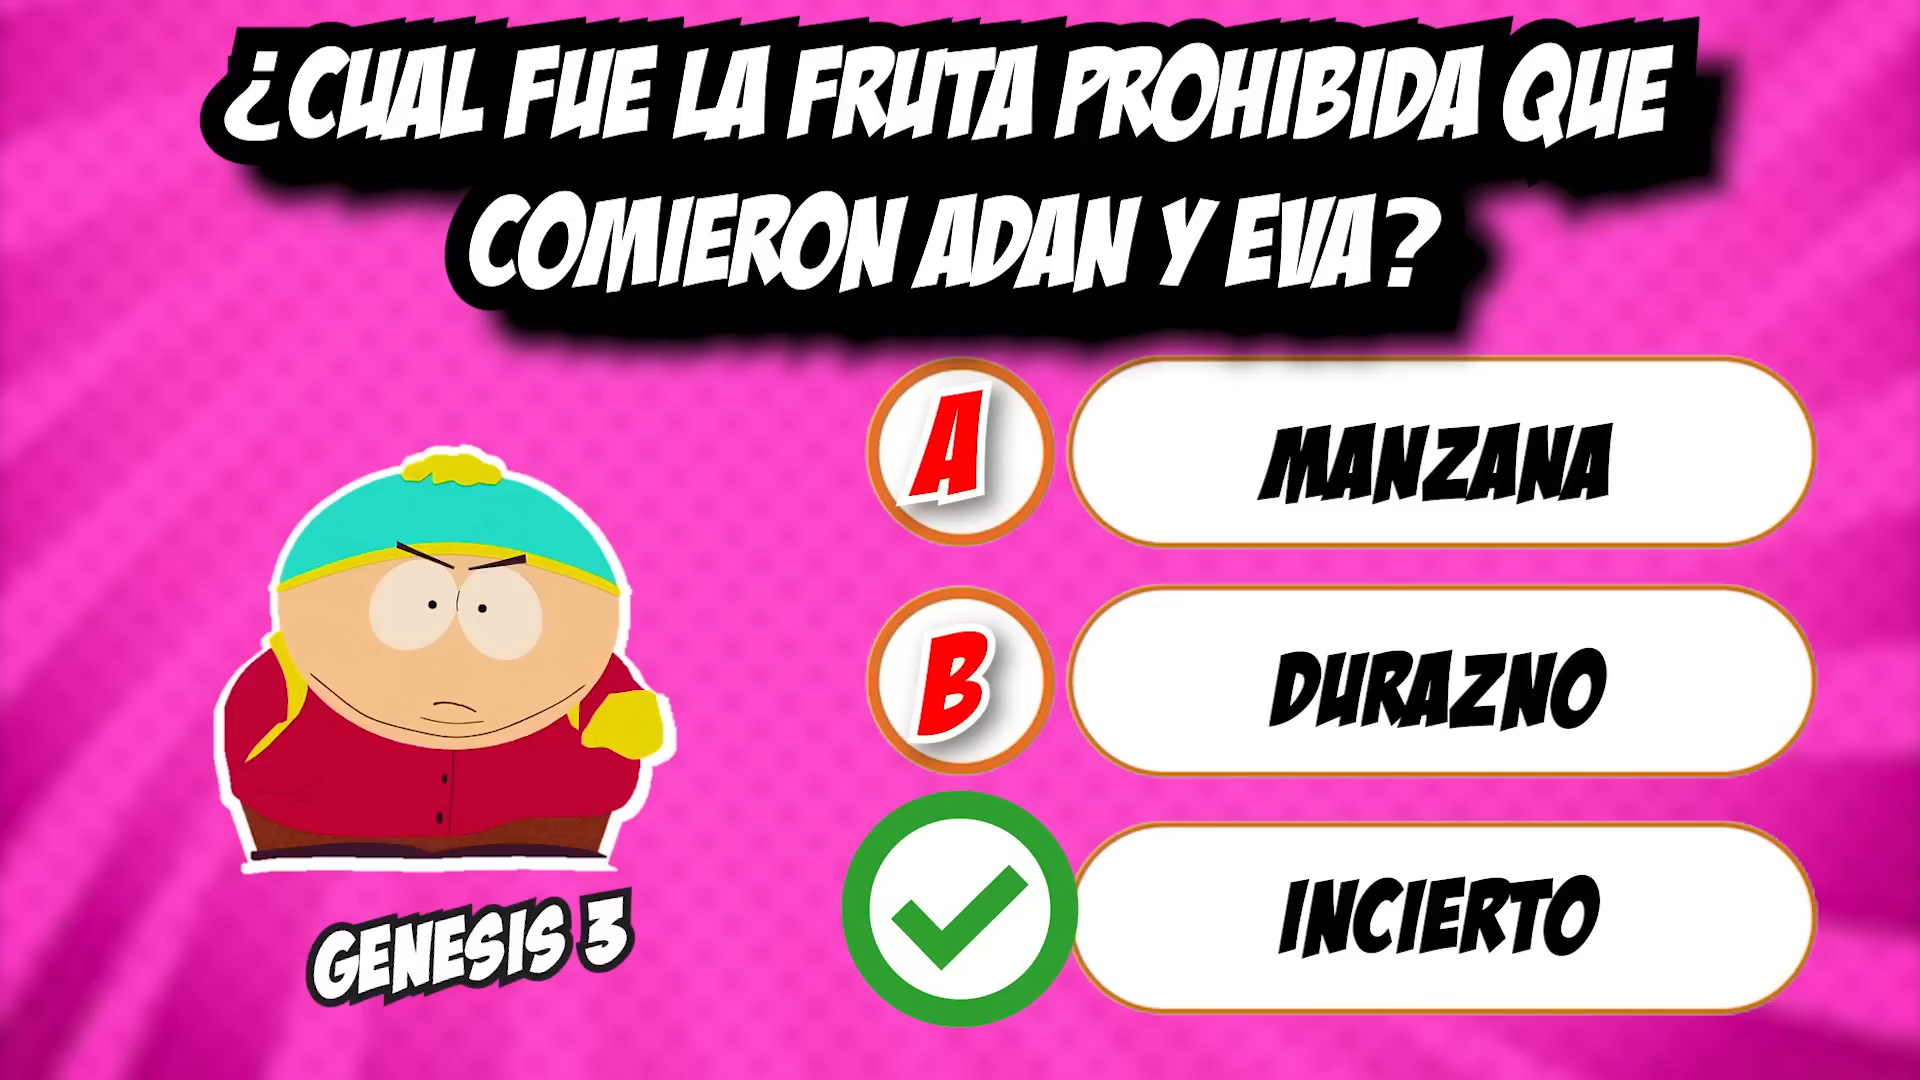 ¿CUAL FUE LA FRUTA PROHIBIDA QUE
COMIERON ADAN Y EVA?
A MANZANA
B DURAZNO
INCIERTO
GENESIS 3